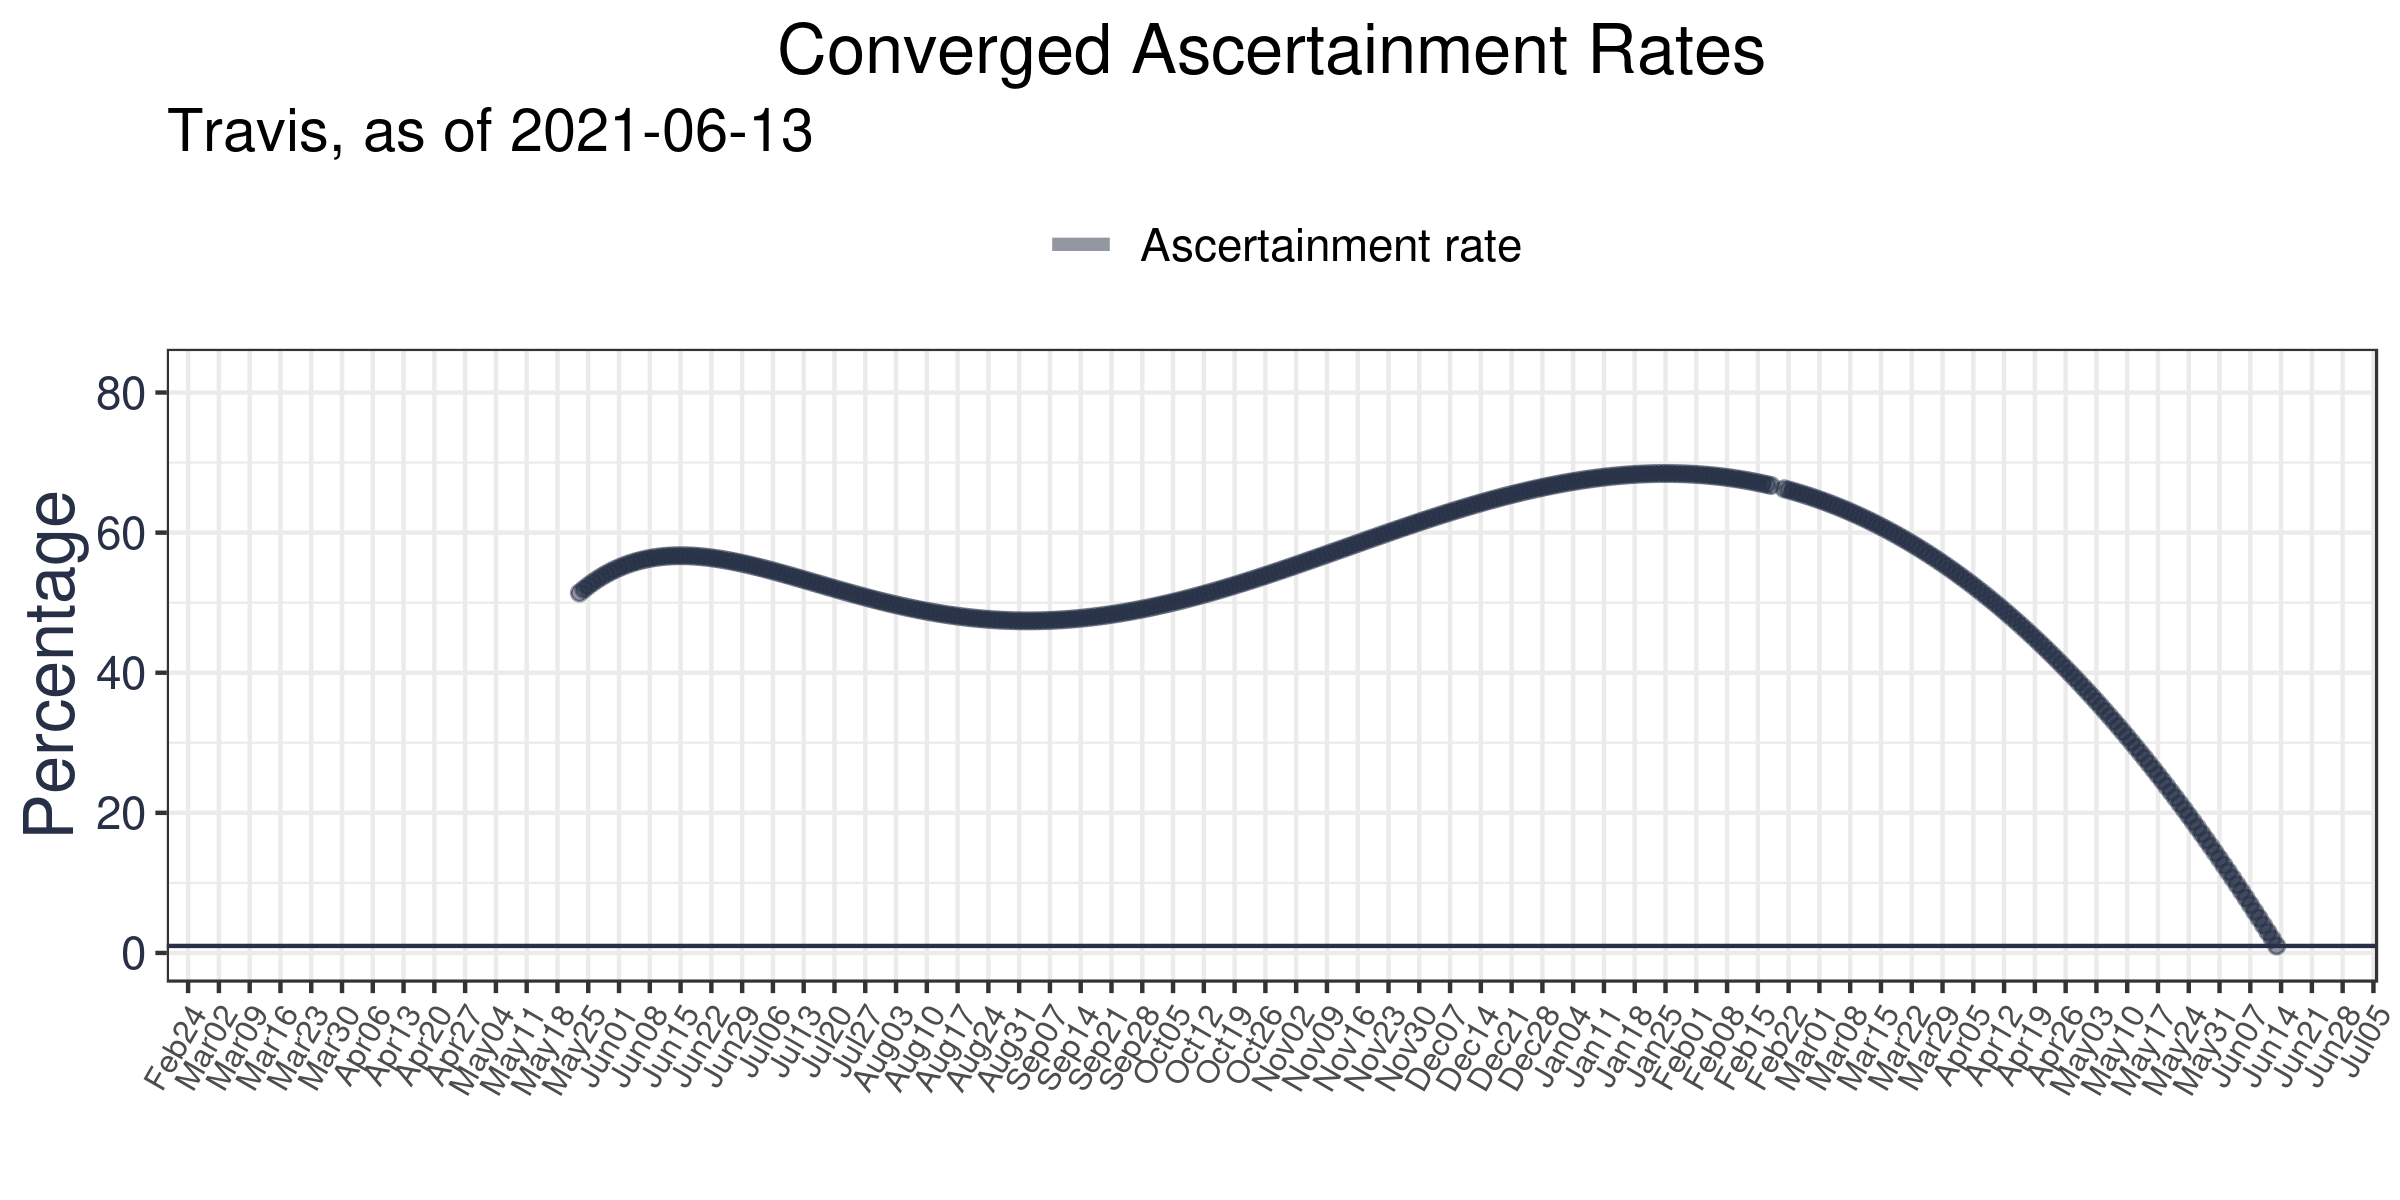 Converged Ascertainment Rates
Travis, as of 2021-06-13
Ascertainment rate
Percentage
80
60
40
20
0
Feb24
Mar02
Mar09
Mar16
Mar23
Mar30
Apr06
Apr13
Apr20
Apr27
May04
May11
May18
May25
Jun01
Jun08
Jun15
Jun22
Jun29
Jul06
Jul13
Jul20
Jul27
Aug03
Aug10
Aug17
Aug24
Aug31
Sep07
Sep14
Sep21
Sep28
Oct05
Oct12
Oct19
Oct26
Nov02
Nov09
Nov16
Nov23
Nov30
Dec07
Dec14
Dec21
Dec28
Jan04
Jan11
Jan18
Jan25
Feb01
Feb08
Feb15
Feb22
Mar01
Mar08
Mar15
Mar22
Mar29
Apr05
Apr12
Apr19
Apr26
May03
May10
May17
May24
May31
Jun07
Jun14
Jun21
Jun28
Jul05